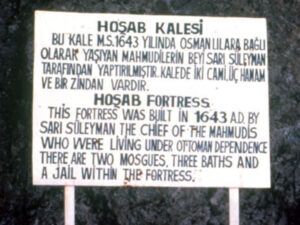 HOŞAB KALESİ
BU KALE M.S.1643 YILINDA OSMANLILARA BAĞLI
OLARAK YAŞIYAN MAHMUDİLERİN BEYİ SARI SÜLEYMAN
TARAFINDAN YAPTIRILMIŞTIR. KALEDE İKİ CAMİ, ÜÇ HAMAM
VE BİR ZINDAN VARDIR.
HOŞAB FORTRESS
THIS FORTRESS WAS BUILT IN 1643 A.D. BY
SARI SÜLEYMAN THE CHIEF OF THE MAHMUDİS
WHO WERE LIVING UNDER OTTOMAN DEPENDENCE
THERE ARE TWO MOSGUES, THREE BATHS AND
A JAIL WITHIN THE FORTRESS.